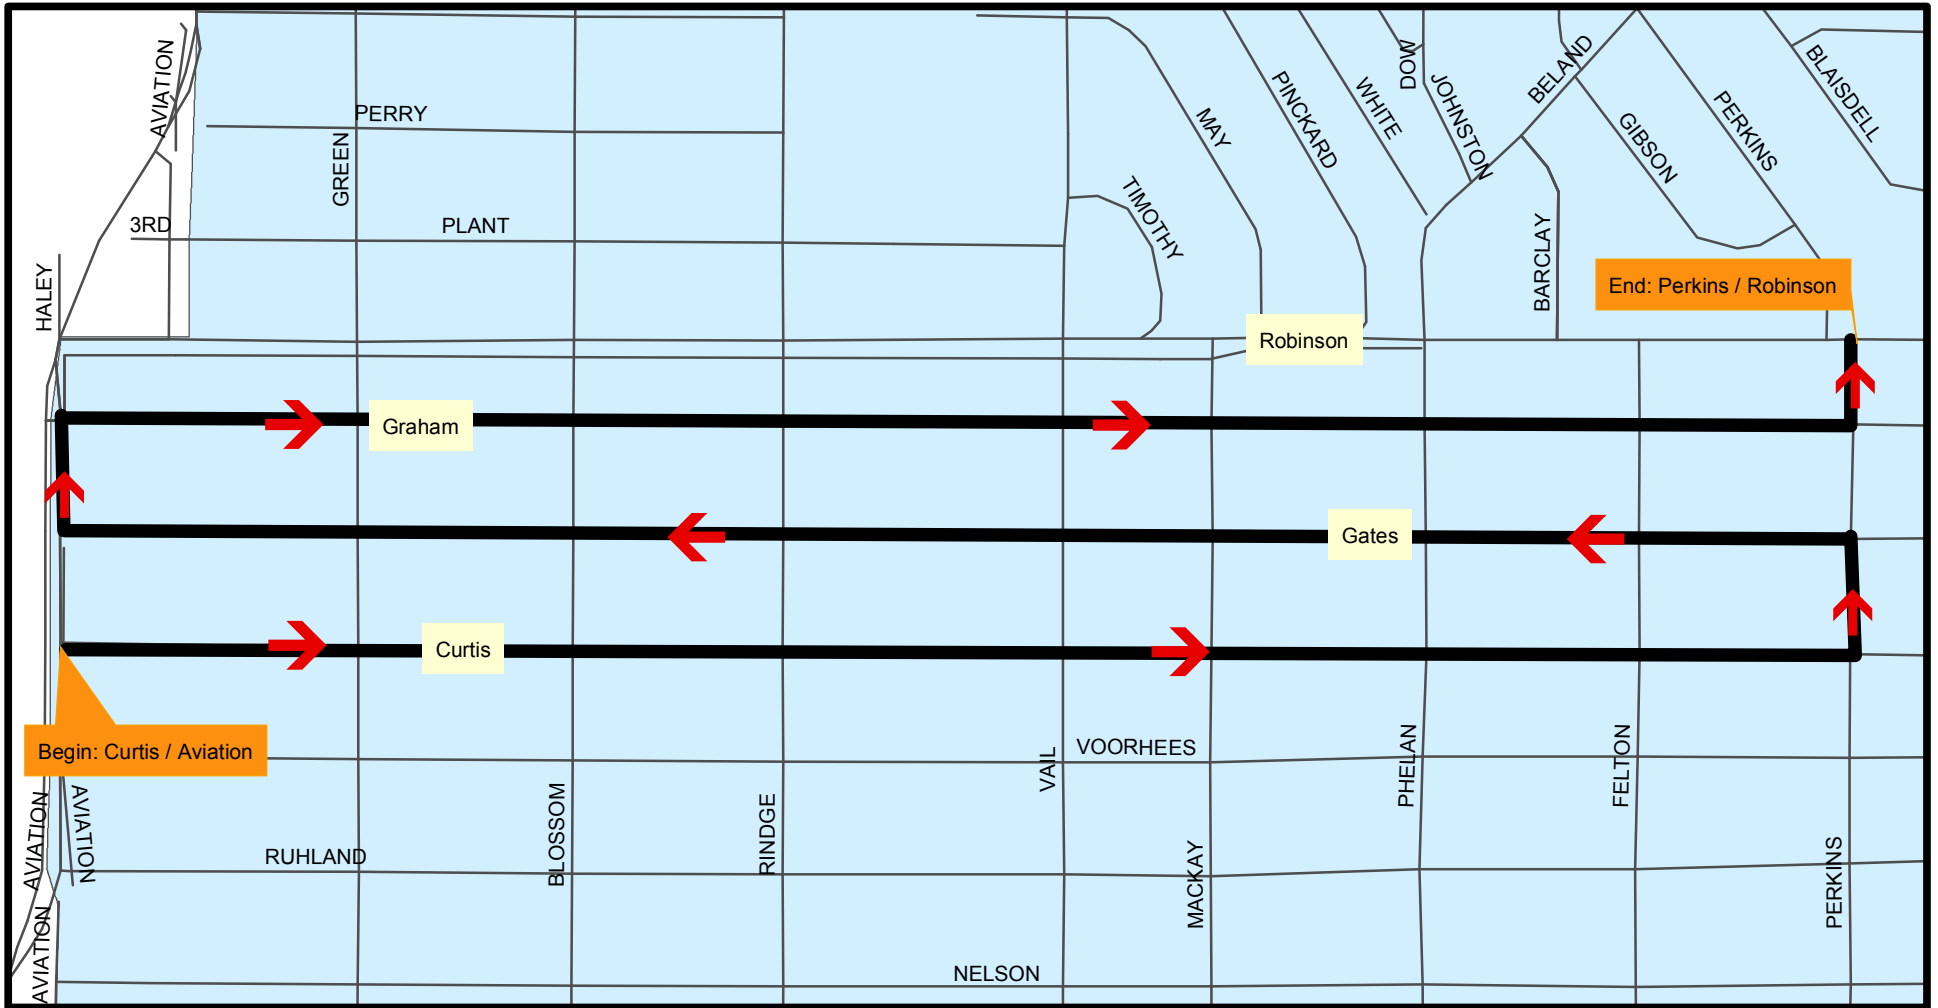 AVIATION
PERRY
GREEN
3RD
PLANT
HALEY
MAY
PINCKARD
WHITE
DOW
JOHNSTON
BELAND
GIBSON
PERKINS
BLAISDELL
TIMOTHY
BARCLAY
End: Perkins / Robinson
Robinson
Graham
Gates
Curtis
Begin: Curtis / Aviation
VOORHEES
VAIL
PHELAN
FELTON
AVIATION
AVIATION
BLOSSOM
RINDGE
RUHLAND
MACKAY
PERKINS
AVIATION
NELSON